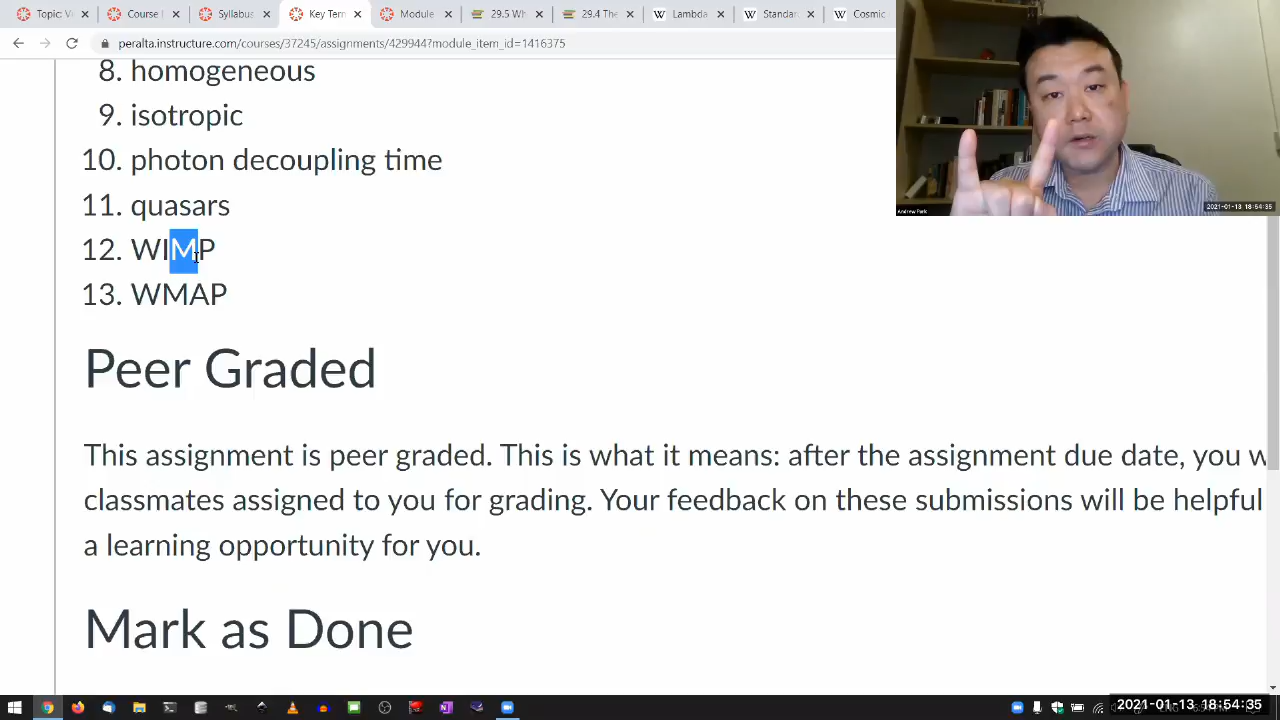 Topic: Vi
Course
Syllabus
Key Term
Module
29.5 Wh
29.4 The
Lambda
Standar
Cosmic
peralta.instructure.com/courses/37245/assignments/429944?module_item_id=1416375
8. homogeneous
9. isotropic
10. photon decoupling time
11. quasars
12. WIMP
13. WMAP
Andrew Park
2021-01-13 18:54:35
Peer Graded
This assignment is peer graded. This is what it means: after the assignment due date, you w
classmates assigned to you for grading. Your feedback on these submissions will be helpful
a learning opportunity for you.
Mark as Done
2021-01-13 18:54:35